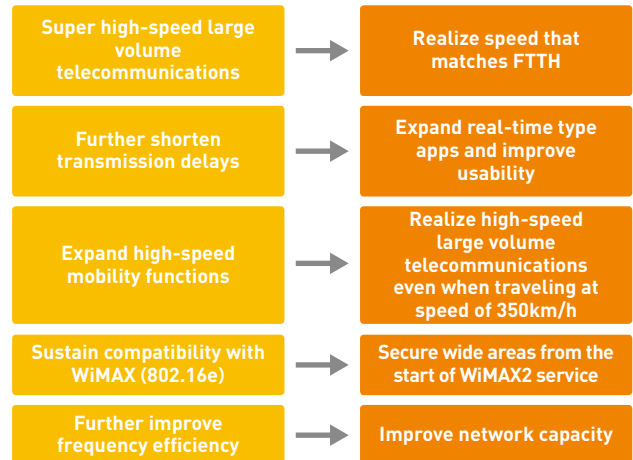 Super high-speed large
volume
telecommunications
Realize speed that
matches FTTH
Further shorten
transmission delays
Expand real-time type
apps and improve
usability
Expand high-speed
mobility functions
Realize high-speed
large volume
telecommunications
even when traveling at
speed of 350km/h
Sustain compatibility with
WiMAX (802.16e)
Secure wide areas from the
start of WiMAX2 service
Further improve
frequency efficiency
Improve network capacity